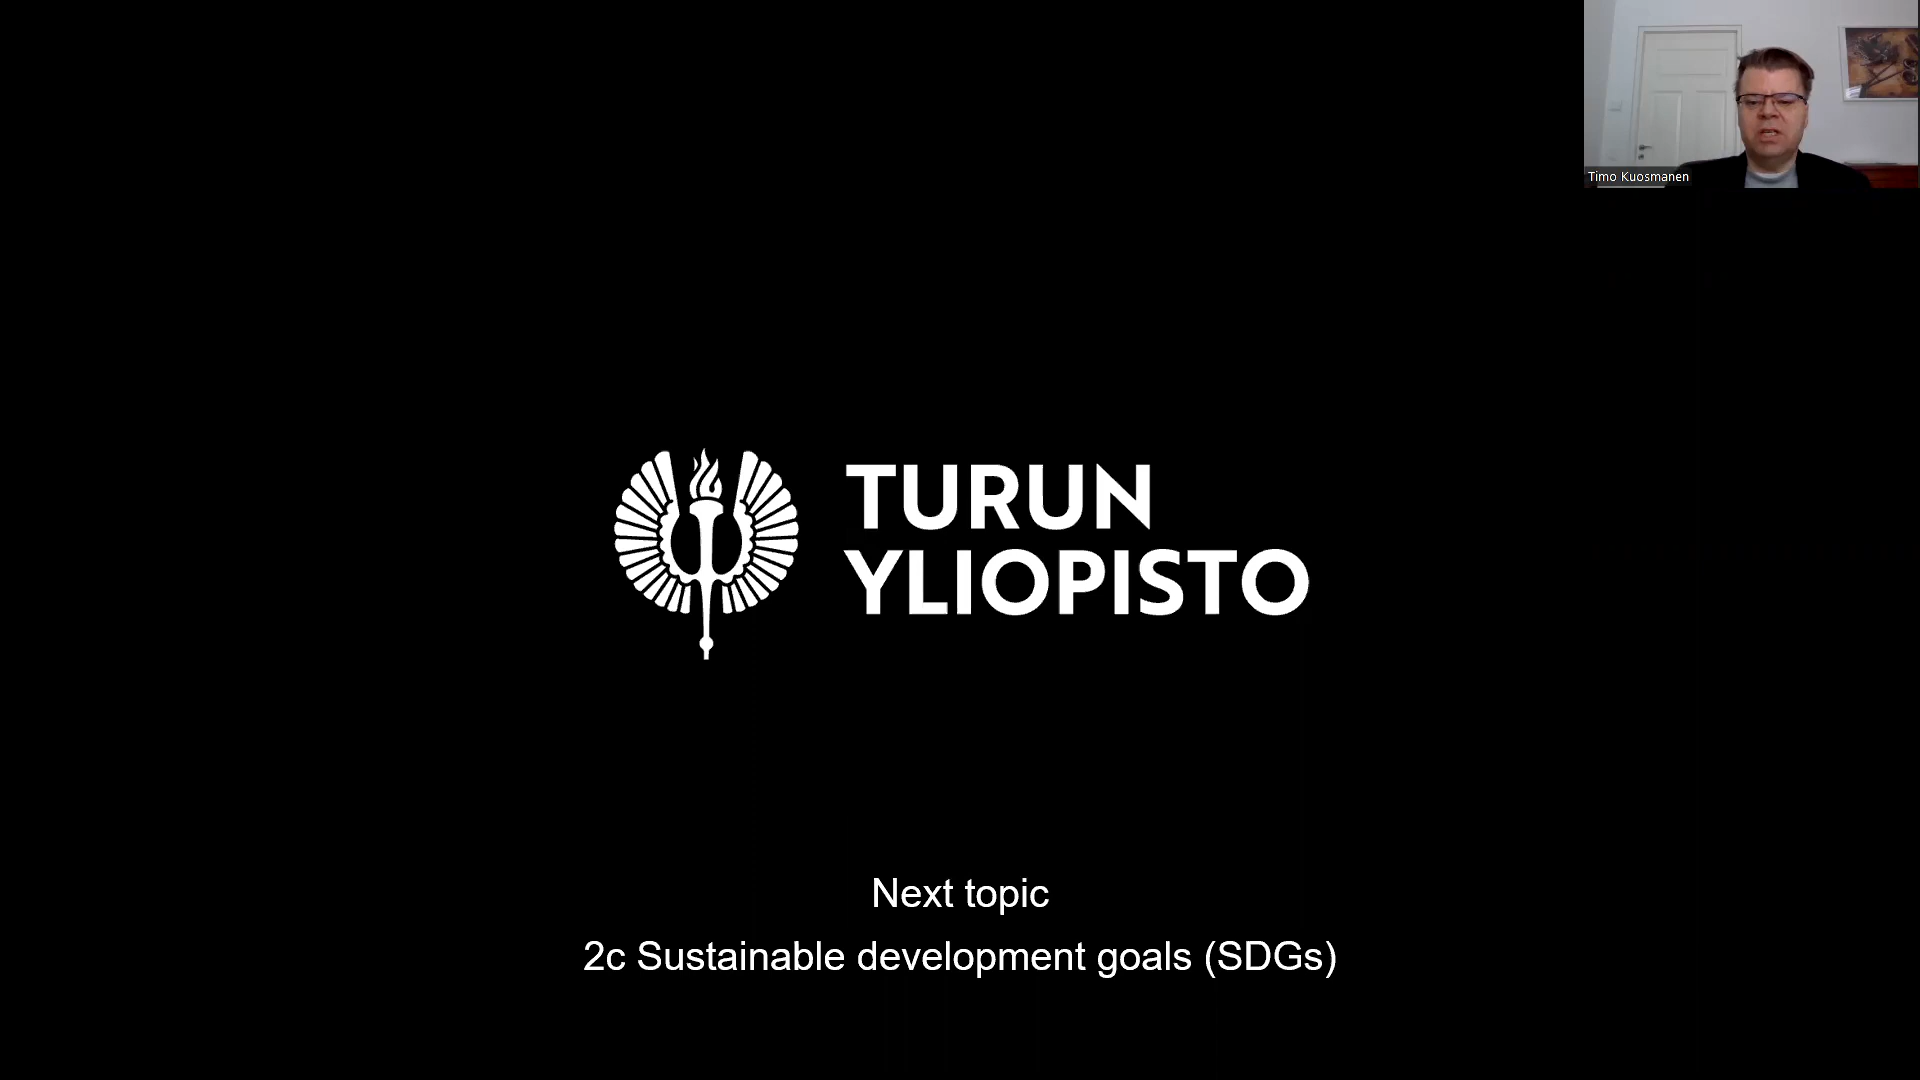 Timo Kuosmanen
TURUN
YLIOPISTO
Next topic
2c Sustainable development goals (SDGs)